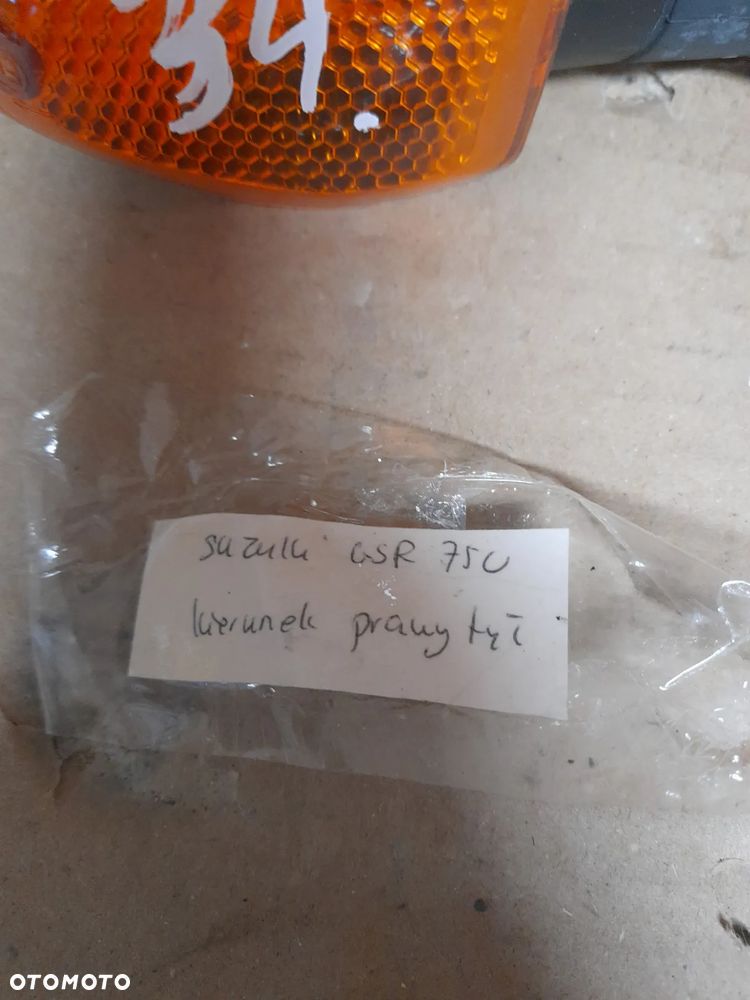 34.
suzuki GSR 750
kierunek prawy tył
OTOMOTO